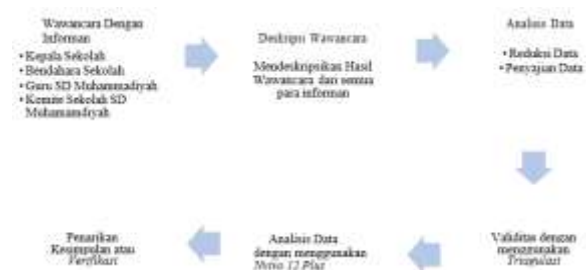 Wawancara Dengan
Informan
• Kepala Sekolah
• Bendahara Sekolah
• Guru SD Muhammadiyah
• Komite Sekolah SD
Muhamamdiyah
Deskripsi Wawancara
Mendeskripsikan Hasil
Wawancara dari semua
para informan
Analisis Data
• Reduksi Data
• Penyajian Data
Validitas dengan
menggunakan
Triagulasi
Analisis Data
dengan menggunakan
Nvivo 12 Plus
Penarikan
Kesimpulan atau
Verifikasi